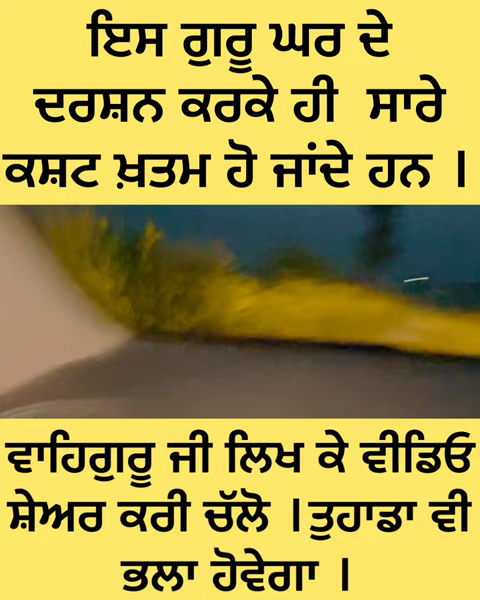 ਇਸ ਗੁਰੂ ਘਰ ਦੇ
ਦਰਸ਼ਨ ਕਰਕੇ ਹੀ ਸਾਰੇ
ਕਸ਼ਟ ਖ਼ਤਮ ਹੋ ਜਾਂਦੇ ਹਨ ।
ਵਾਹਿਗੁਰੂ ਜੀ ਲਿਖ ਕੇ ਵੀਡਿਓ
ਸ਼ੇਅਰ ਕਰੀ ਚੱਲੋ ।ਤੁਹਾਡਾ ਵੀ
ਭਲਾ ਹੋਵੇਗਾ ।